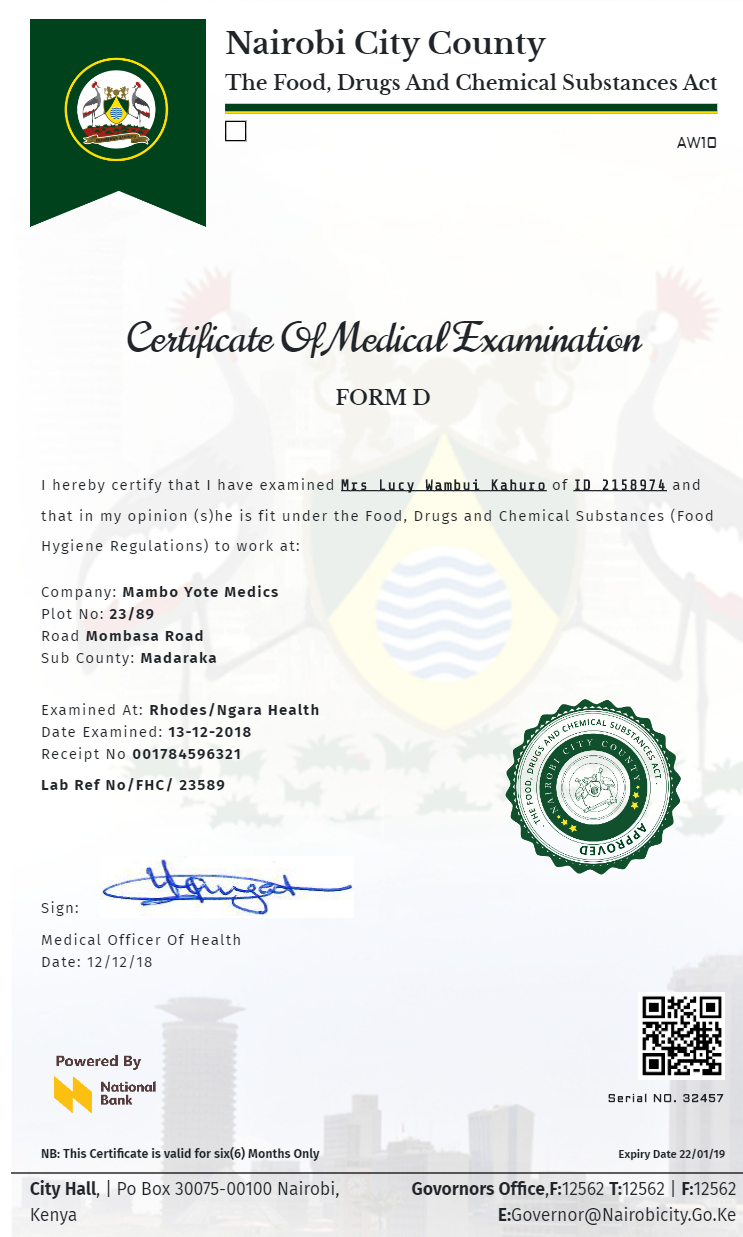 Nairobi City County
The Food, Drugs And Chemical Substances Act
AW10
Certificate Of Medical Examination
FORM D
I hereby certify that I have examined Mrs Lucy Wambui Kahuro of ID 2158974 and
that in my opinion (s)he is fit under the Food, Drugs and Chemical Substances (Food
Hygiene Regulations) to work at:
Company: Mambo Yote Medics
Plot No: 23/89
Road Mombasa Road
Sub County: Madaraka
Examined At: Rhodes/Ngara Health
Date Examined: 13-12-2018
Receipt No 001784596321
Lab Ref No/FHC/ 23589
THE FOOD, DRUGS AND CHEMICAL SUBSTANCES ACT.
NAIROBI CITY COUNTY
APPROVED
Sign:
Medical Officer Of Health
Date: 12/12/18
Powered By
National
Bank
Serial NO. 32457
NB: This Certificate is valid for six(6) Months Only
Expiry Date 22/01/19
City Hall, | Po Box 30075-00100 Nairobi,
Kenya
Govornors Office,F:12562 T:12562 | F:12562
E:Governor@Nairobicity.Go.Ke